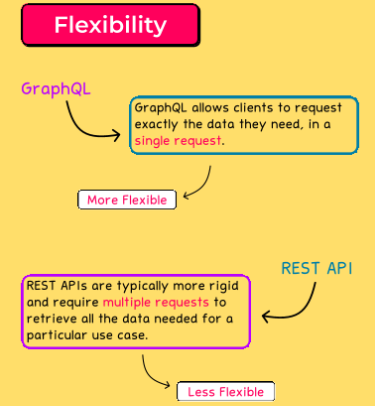 Flexibility
GraphQL
GraphQL allows clients to request
exactly the data they need, in a
single request.
More Flexible
REST API
REST APIs are typically more rigid
and require multiple requests to
retrieve all the data needed for a
particular use case.
Less Flexible